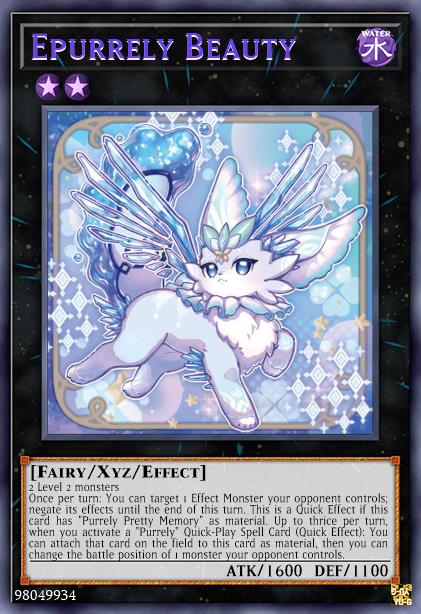 EPURRELY BEAUTY
WATER
水
[FAIRY/XYZ/EFFECT]
2 Level 2 monsters
Once per turn: You can target 1 Effect Monster your opponent controls;
negate its effects until the end of this turn. This is a Quick Effect if this
card has "Purrely Pretty Memory" as material. Up to thrice per turn,
when you activate a "Purrely" Quick-Play Spell Card (Quick Effect): You
can attach that card on the field to this card as material, then you can
change the battle position of 1 monster your opponent controls.
ATK/1600 DEF/1100
98049934